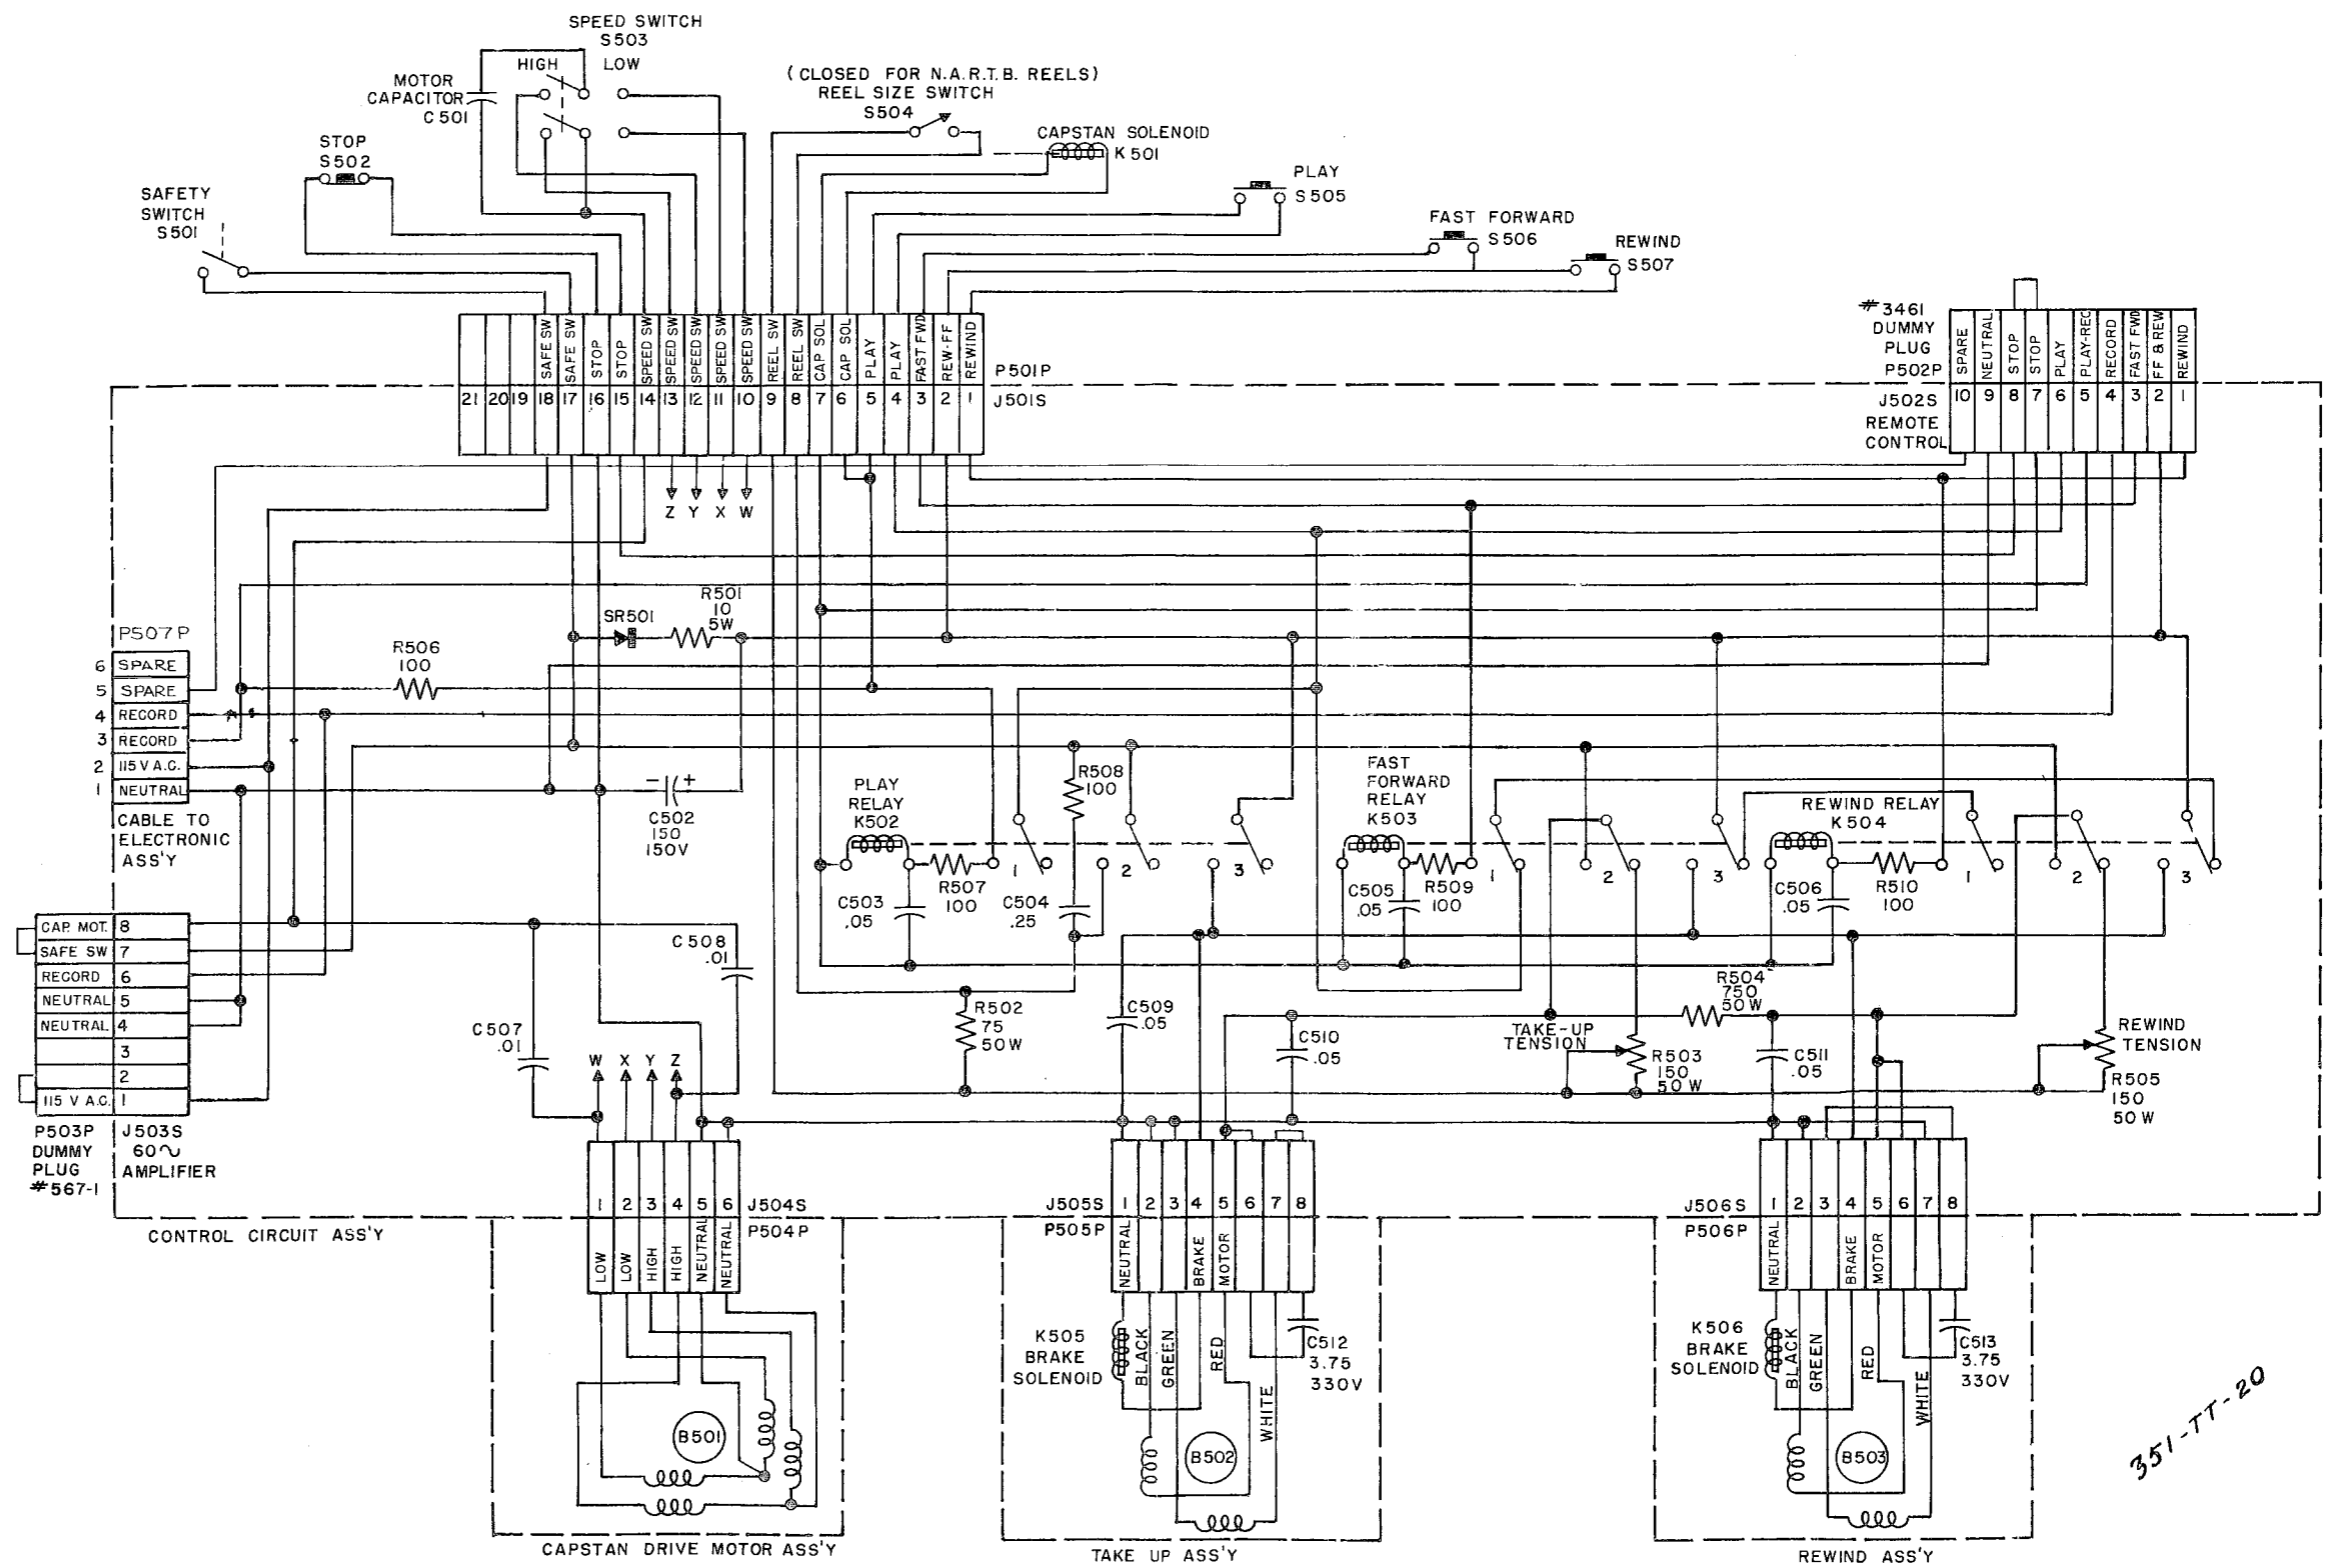 SPEED SWITCH
S503
HIGH LOW
MOTOR
CAPACITOR
C501
(CLOSED FOR N.A.R.T.B. REELS)
REEL SIZE SWITCH
S504
CAPSTAN SOLENOID
K501
STOP
S502
PLAY
S505
SAFETY
SWITCH
S501
FAST FORWARD
S506
REWIND
S507
SAFE SW
SAFE SW
STOP
STOP
SPEED SW
SPEED SW
SPEED SW
SPEED SW
SPEED SW
REEL SW
REEL SW
CAP SOL
CAP SOL
PLAY
PLAY
FAST FWD
REW-FF
REWIND
P501P
21 20 19 18 17 16 15 14 13 12 11 10 9 8 7 6 5 4 3 2 1
J501S
#3461
DUMMY
PLUG
P502P
SPARE
NEUTRAL
STOP
STOP
PLAY
PLAY-REC
RECORD
FAST FWD
FF & REW
REWIND
10 9 8 7 6 5 4 3 2 1
J502S
REMOTE
CONTROL
Z Y X W
R501
10
5W
SR501
P507P
R506
100
6 SPARE
5 SPARE
4 RECORD
3 RECORD
2 115 V A.C.
1 NEUTRAL
CABLE TO
ELECTRONIC
ASS'Y
- +
C502
150
150V
PLAY
RELAY
K502
R508
100
FAST
FORWARD
RELAY
K503
REWIND RELAY
K504
1 2 3
1 2 3
1 2 3
C503
.05
R507
100
C504
.25
C505
.05
R509
100
C506
.05
R510
100
CAP. MOT. 8
SAFE SW 7
RECORD 6
NEUTRAL 5
NEUTRAL 4
3
2
115 V A.C. 1
P503P
DUMMY
PLUG
#567-1
J503S
60~
AMPLIFIER
C508
.01
C507
.01
W X Y Z
R502
75
50W
C509
.05
C510
.05
TAKE-UP
TENSION
R503
150
50W
R504
750
50W
C511
.05
REWIND
TENSION
R505
150
50W
CONTROL CIRCUIT ASS'Y
1 2 3 4 5 6
J504S
P504P
LOW
LOW
HIGH
HIGH
NEUTRAL
NEUTRAL
B501
CAPSTAN DRIVE MOTOR ASS'Y
J505S
P505P
1 2 3 4 5 6 7 8
NEUTRAL
BRAKE
MOTOR
K505
BRAKE
SOLENOID
BLACK
GREEN
RED
WHITE
C512
3.75
330V
B502
TAKE UP ASS'Y
J506S
P506P
1 2 3 4 5 6 7 8
NEUTRAL
BRAKE
MOTOR
K506
BRAKE
SOLENOID
BLACK
GREEN
RED
WHITE
C513
3.75
330V
B503
REWIND ASS'Y
351-TT-20